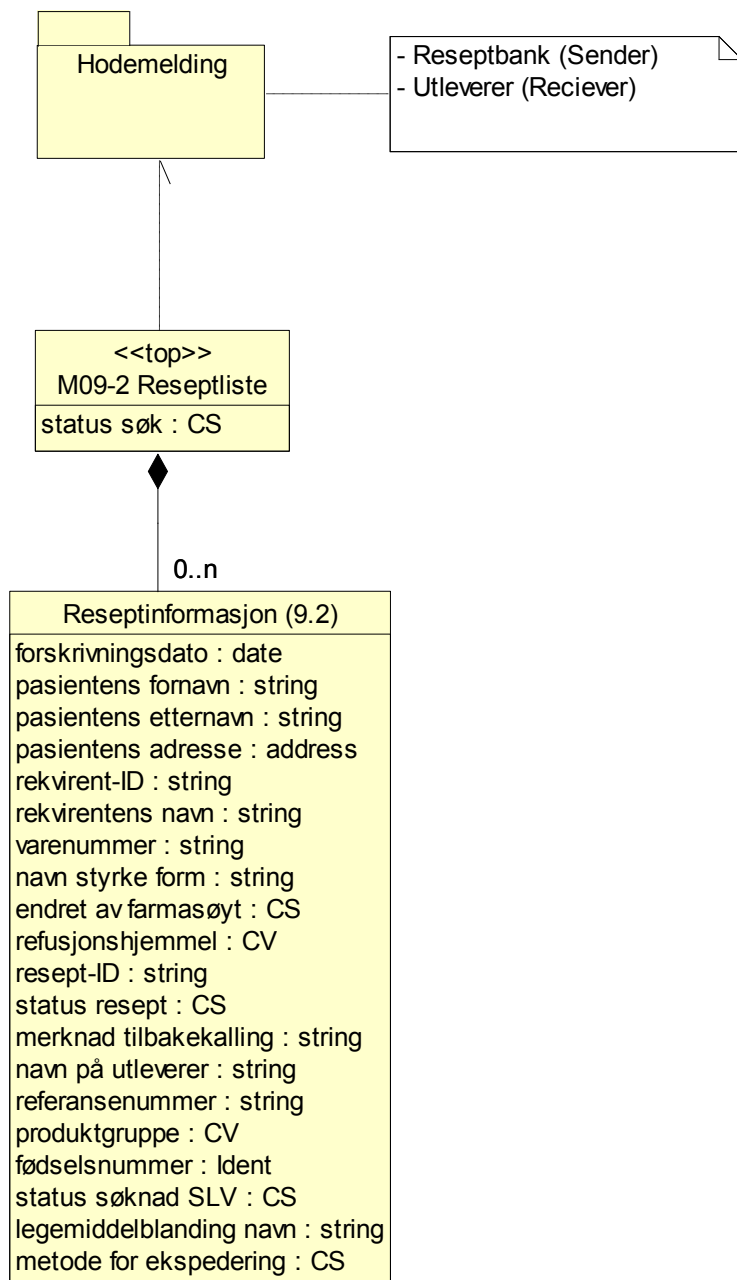 Hodemelding
- Reseptbank (Sender)
- Utleverer (Reciever)
<<top>>
M09-2 Reseptliste
status søk : CS
0..n
Reseptinformasjon (9.2)
forskrivningsdato : date
pasientens fornavn : string
pasientens etternavn : string
pasientens adresse : address
rekvirent-ID : string
rekvirentens navn : string
varenummer : string
navn styrke form : string
endret av farmasøyt : CS
refusjonshjemmel : CV
resept-ID : string
status resept : CS
merknad tilbakekalling : string
navn på utleverer : string
referansenummer : string
produktgruppe : CV
fødselsnummer : Ident
status søknad SLV : CS
legemiddelblanding navn : string
metode for ekspedering : CS